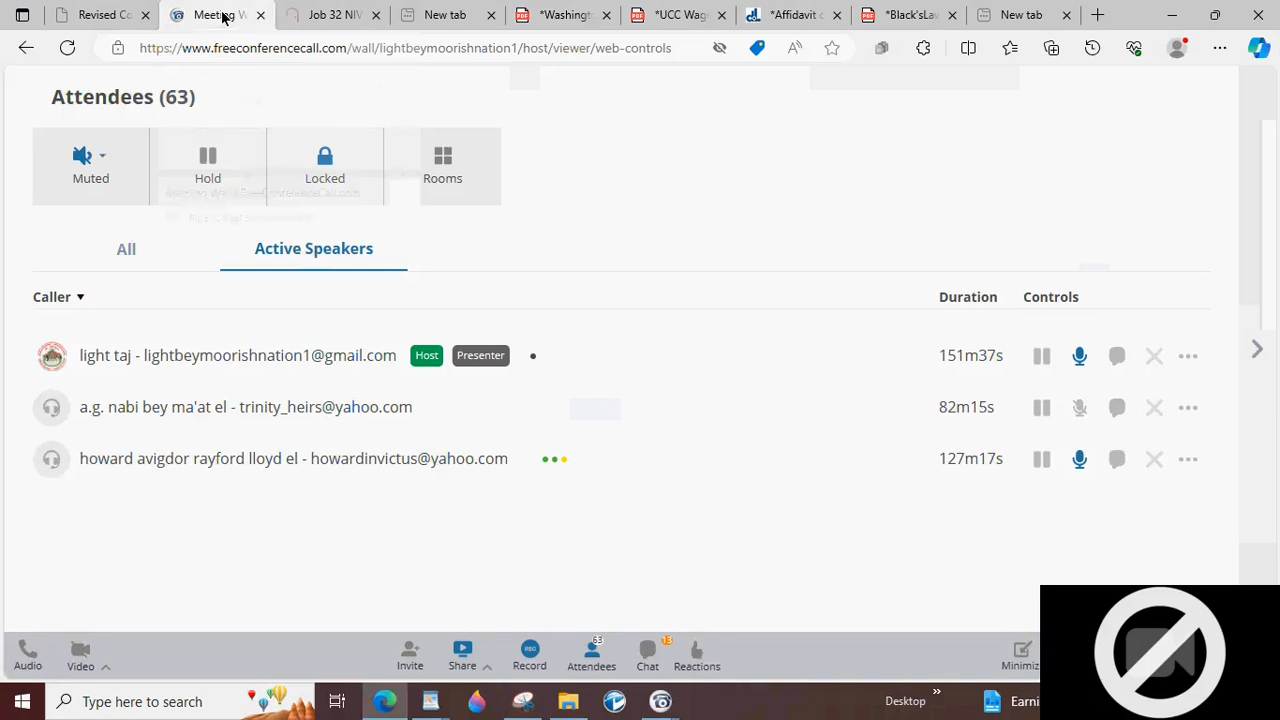 Revised Co
Meeting W
Job 32 NIV
New tab
*Washingto
*UCC Wag
*Affidavit o
*Black'sLav
New tab
https://www.freeconferencecall.com/wall/lightbeymoorishnation1/host/viewer/web-controls
Attendees (63)
Muted Hold Locked Rooms
All Active Speakers
Caller Duration Controls
light taj - lightbeymoorishnation1@gmail.com Host Presenter 151m37s
a.g. nabi bey ma'at el - trinity_heirs@yahoo.com 82m15s
howard avigdor rayford lloyd el - howardinvictus@yahoo.com 127m17s
Audio Video Invite Share REC Record 63 Attendees 13 Chat Reactions Minimiz
Type here to search Desktop Earni